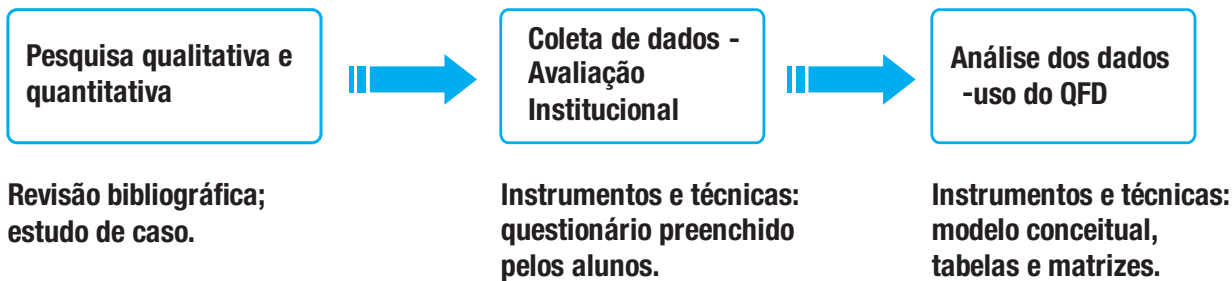 Pesquisa qualitativa e
quantitativa
Coleta de dados -
Avaliação
Institucional
Análise dos dados
-uso do QFD
Revisão bibliográfica;
estudo de caso.
Instrumentos e técnicas:
questionário preenchido
pelos alunos.
Instrumentos e técnicas:
modelo conceitual,
tabelas e matrizes.